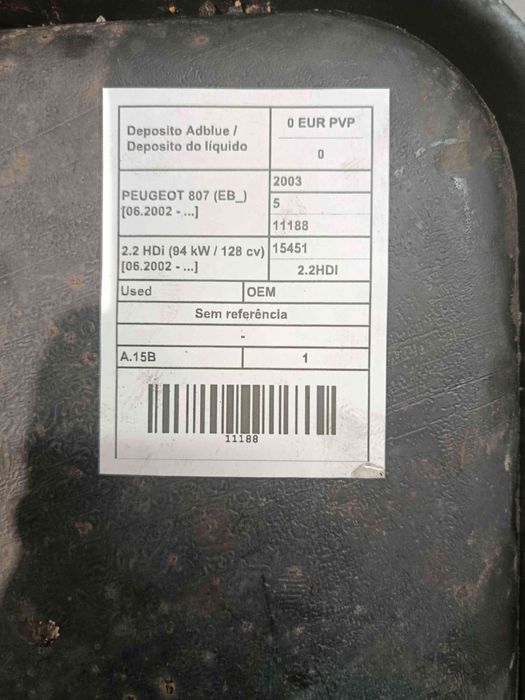 Deposito Adblue /
Deposito do líquido
0 EUR PVP
0
PEUGEOT 807 (EB_)
[06.2002 - ...]
2003
5
11188
2.2 HDi (94 kW / 128 cv)
[06.2002 - ...]
15451
2.2HDI
Used
OEM
Sem referência
-
A.15B
1
11188